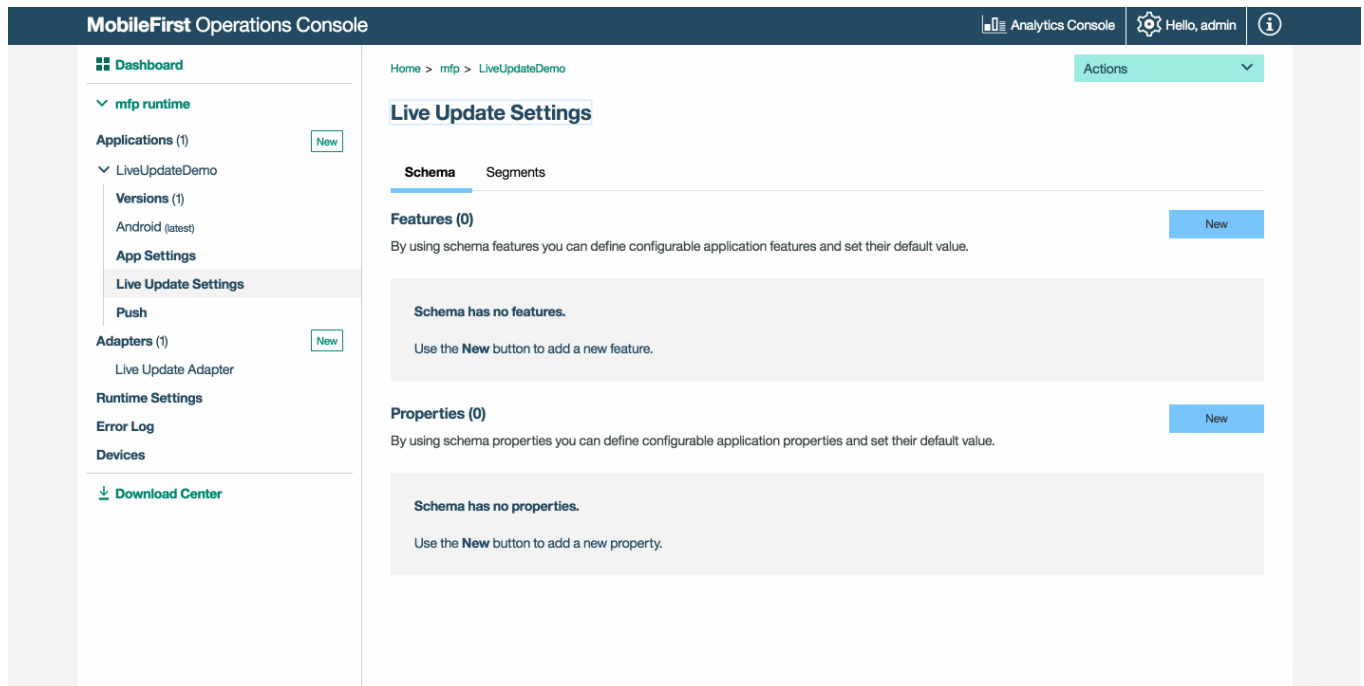 MobileFirst Operations Console
Analytics Console
Hello, admin
Dashboard
mfp runtime
Applications (1)
New
LiveUpdateDemo
Versions (1)
Android (latest)
App Settings
Live Update Settings
Push
Adapters (1)
New
Live Update Adapter
Runtime Settings
Error Log
Devices
Download Center
Home > mfp > LiveUpdateDemo
Actions
Live Update Settings
Schema
Segments
Features (0)
New
By using schema features you can define configurable application features and set their default value.
Schema has no features.
Use the New button to add a new feature.
Properties (0)
New
By using schema properties you can define configurable application properties and set their default value.
Schema has no properties.
Use the New button to add a new property.